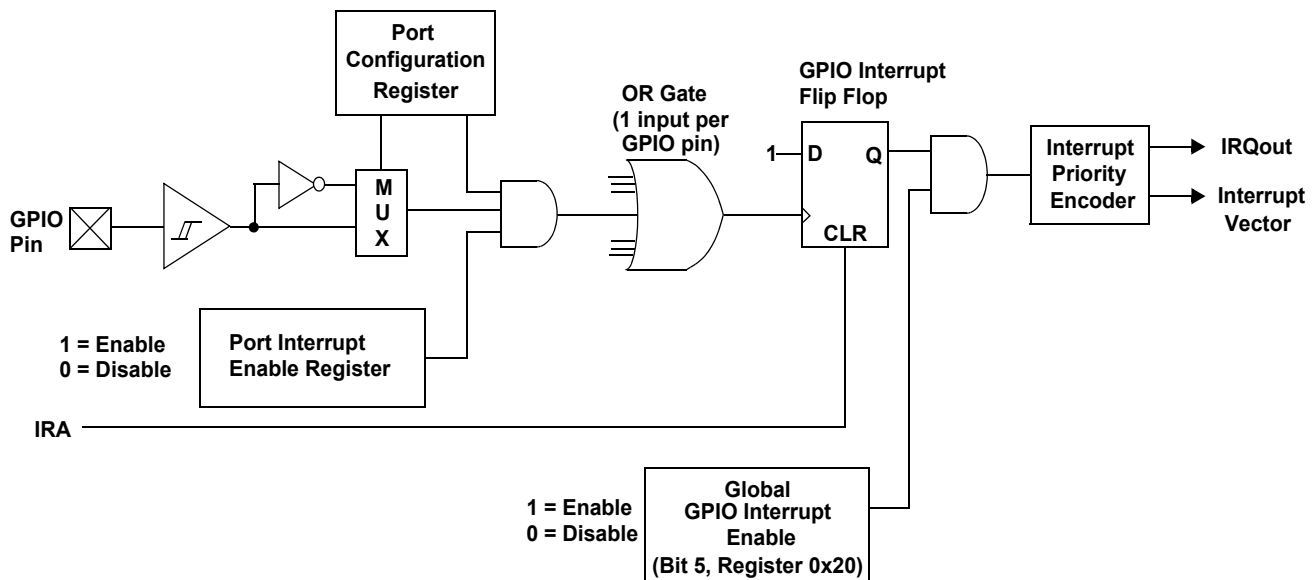 Port
Configuration
Register
GPIO Interrupt
Flip Flop
OR Gate
(1 input per
GPIO pin)
1
D
Q
CLR
Interrupt
Priority
Encoder
IRQout
Interrupt
Vector
M
U
X
GPIO
Pin
1 = Enable
0 = Disable
Port Interrupt
Enable Register
IRA
1 = Enable
0 = Disable
Global
GPIO Interrupt
Enable
(Bit 5, Register 0x20)